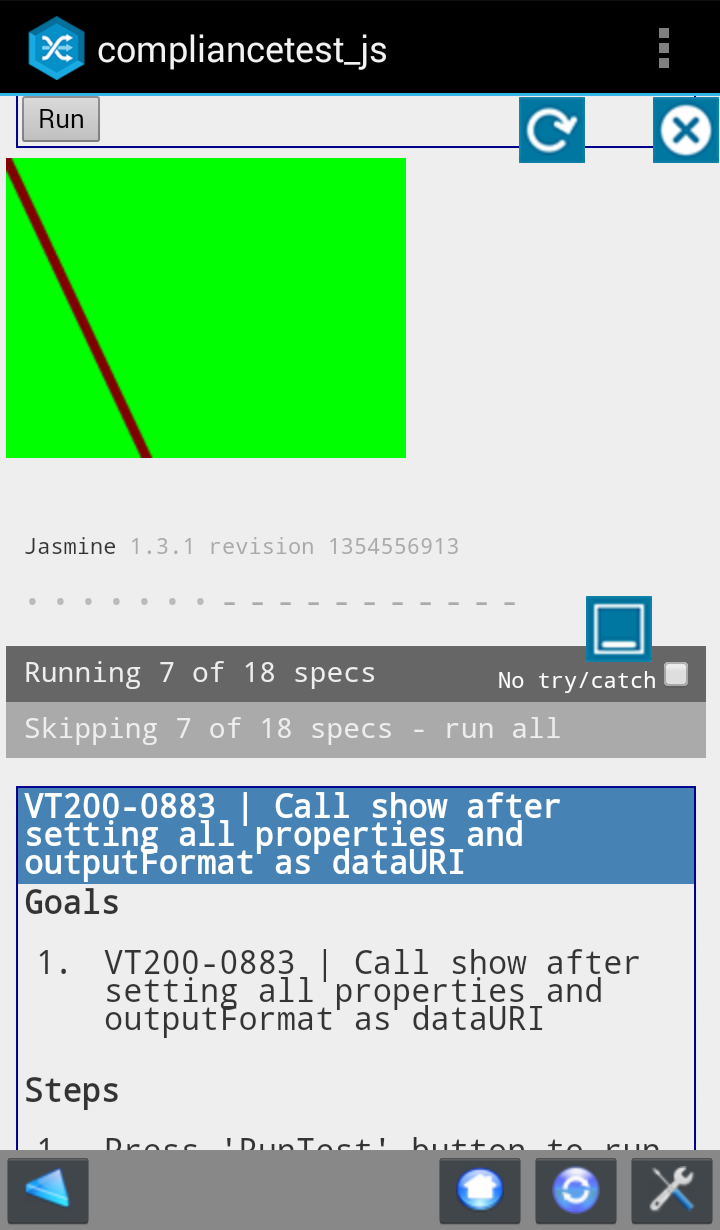 compliancetest_js
Run
Jasmine 1.3.1 revision 1354556913
Running 7 of 18 specs
No try/catch
Skipping 7 of 18 specs - run all
VT200-0883 | Call show after
setting all properties and
outputFormat as dataURI
Goals
1. VT200-0883 | Call show after
setting all properties and
outputFormat as dataURI
Steps
1. Press 'RunTest' button to run